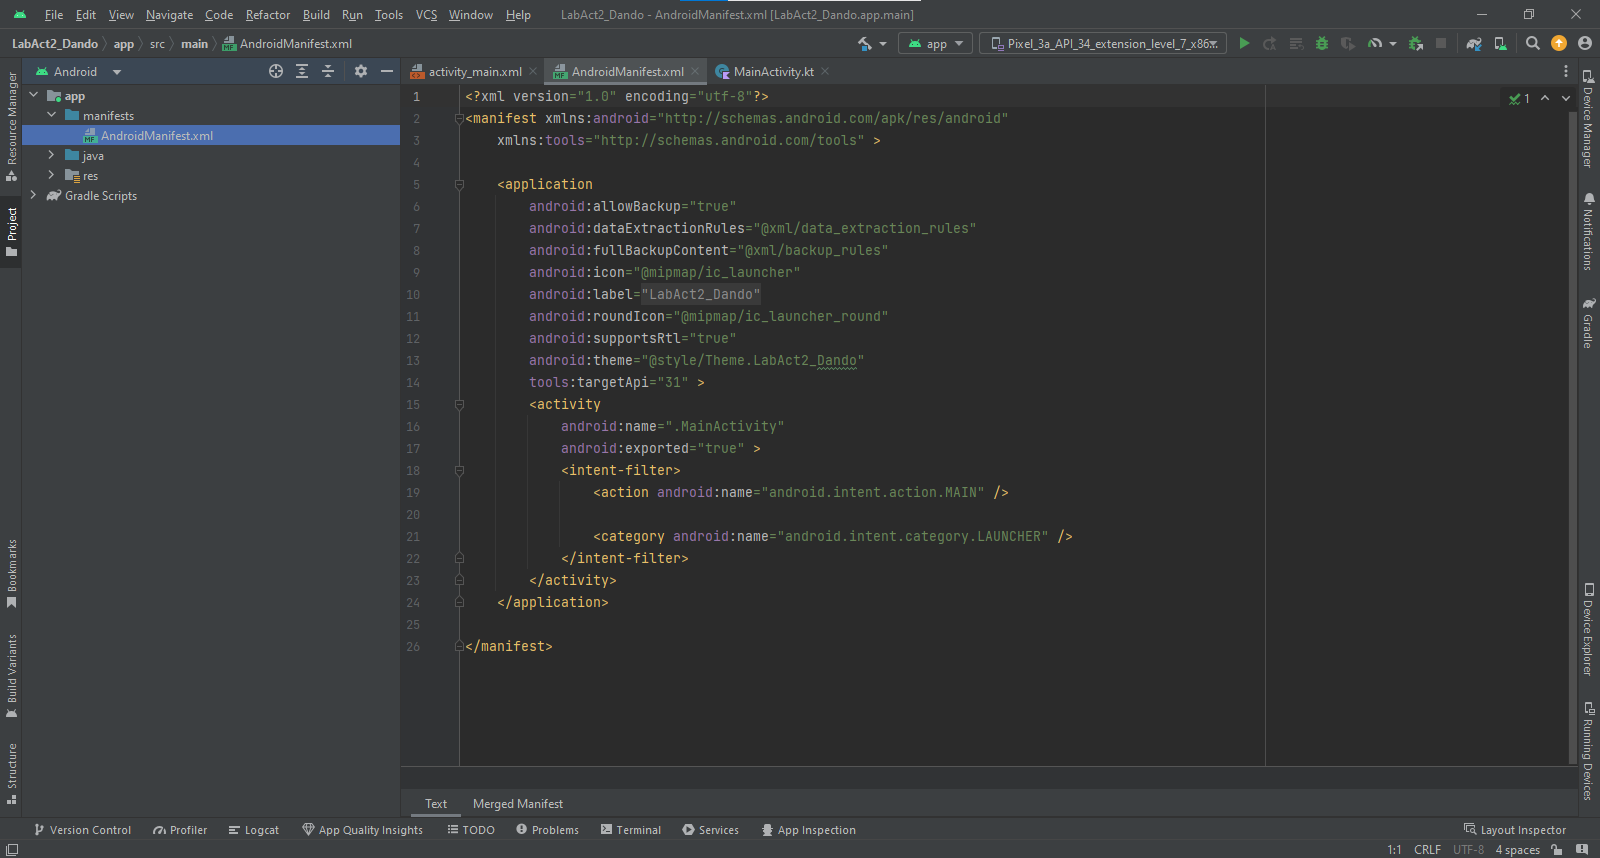 File Edit View Navigate Code Refactor Build Run Tools VCS Window Help LabAct2_Dando - AndroidManifest.xml [LabAct2_Dando.app.main]
LabAct2_Dando app src main AndroidManifest.xml app Pixel_3a_API_34_extension_level_7_x86
Android
activity_main.xml AndroidManifest.xml MainActivity.kt
app
manifests
AndroidManifest.xml
java
res
Gradle Scripts
Resource Manager
Project
Bookmarks
Build Variants
Structure
1 <?xml version="1.0" encoding="utf-8"?>
2 <manifest xmlns:android="http://schemas.android.com/apk/res/android"
3 xmlns:tools="http://schemas.android.com/tools" >
4
5 <application
6 android:allowBackup="true"
7 android:dataExtractionRules="@xml/data_extraction_rules"
8 android:fullBackupContent="@xml/backup_rules"
9 android:icon="@mipmap/ic_launcher"
10 android:label="LabAct2_Dando"
11 android:roundIcon="@mipmap/ic_launcher_round"
12 android:supportsRtl="true"
13 android:theme="@style/Theme.LabAct2_Dando"
14 tools:targetApi="31" >
15 <activity
16 android:name=".MainActivity"
17 android:exported="true" >
18 <intent-filter>
19 <action android:name="android.intent.action.MAIN" />
20
21 <category android:name="android.intent.category.LAUNCHER" />
22 </intent-filter>
23 </activity>
24 </application>
25
26 </manifest>
1
Device Manager
Notifications
Gradle
Device Explorer
Running Devices
Text Merged Manifest
Version Control Profiler Logcat App Quality Insights TODO Problems Terminal Services App Inspection Layout Inspector
1:1 CRLF UTF-8 4 spaces